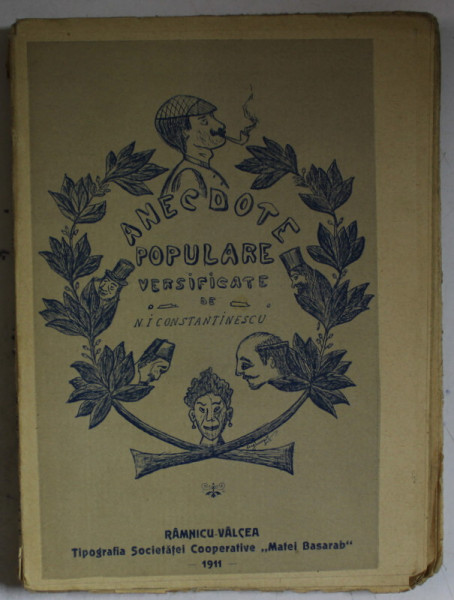 ANECDOTE
POPULARE
VERSIFICATE
DE
N. I CONSTANTINESCU
RÂMNICU-VÂLCEA
Tipografia Societăţei Cooperative „Matei Basarab"
— 1911 —